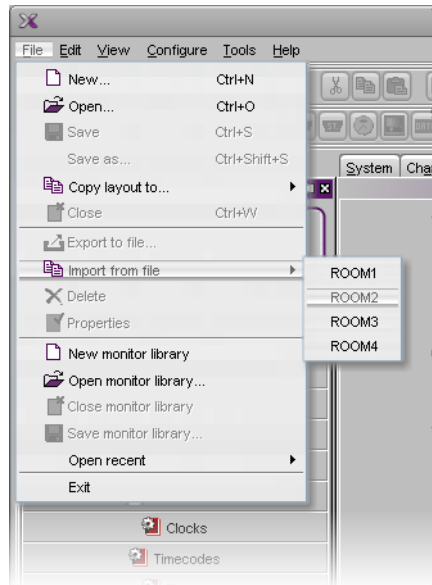 File Edit View Configure Tools Help
New... Ctrl+N
Open... Ctrl+O
Save Ctrl+S
Save as... Ctrl+Shift+S
System Cha
Copy layout to...
Close Ctrl+W
Export to file...
Import from file
ROOM1
Delete
ROOM2
Properties
ROOM3
New monitor library
ROOM4
Open monitor library...
Close monitor library
Save monitor library...
Open recent
Exit
Clocks
Timecodes